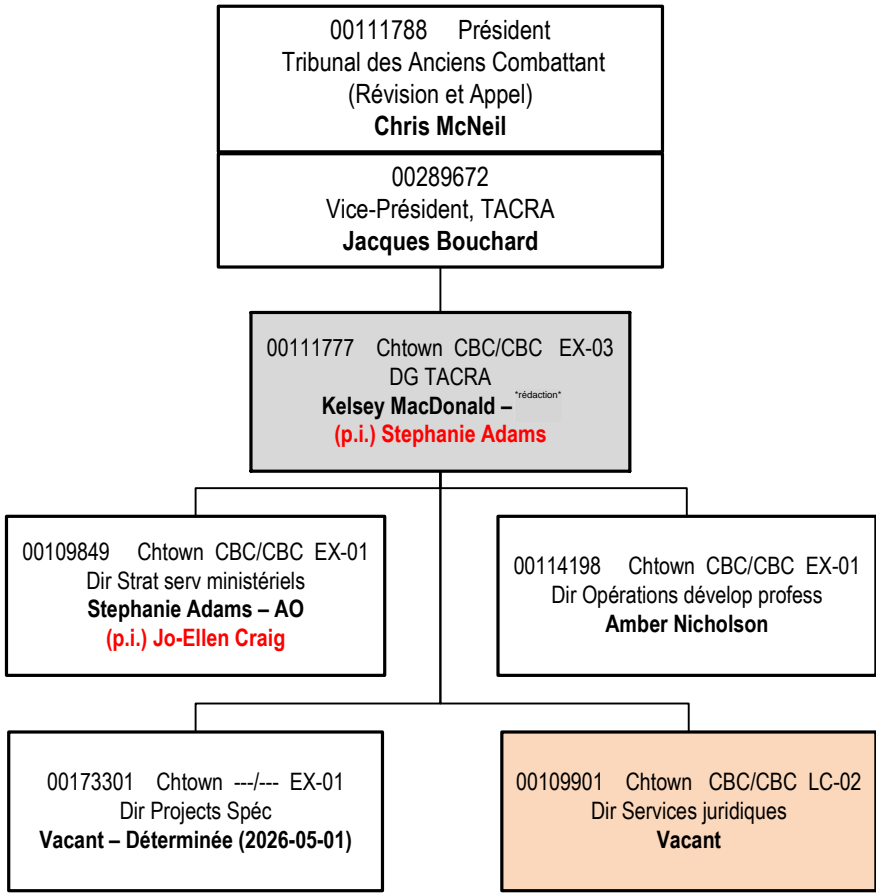 00111788 Président
Tribunal des Anciens Combattant
(Révision et Appel)
Chris McNeil
00289672
Vice-Président, TACRA
Jacques Bouchard
00111777 Chtown CBC/CBC EX-03
DG TACRA
Kelsey MacDonald – *rédaction*
(p.i.) Stephanie Adams
00109849 Chtown CBC/CBC EX-01
Dir Strat serv ministériels
Stephanie Adams – AO
(p.i.) Jo-Ellen Craig
00114198 Chtown CBC/CBC EX-01
Dir Opérations dévelop profess
Amber Nicholson
00173301 Chtown ---/--- EX-01
Dir Projects Spéc
Vacant – Déterminée (2026-05-01)
00109901 Chtown CBC/CBC LC-02
Dir Services juridiques
Vacant